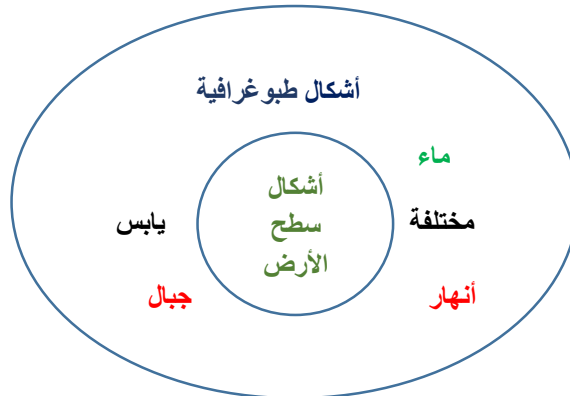 أشكال طبوغرافية
ماء
أشكال
سطح
الأرض
مختلفة
يابس
أنهار
جبال